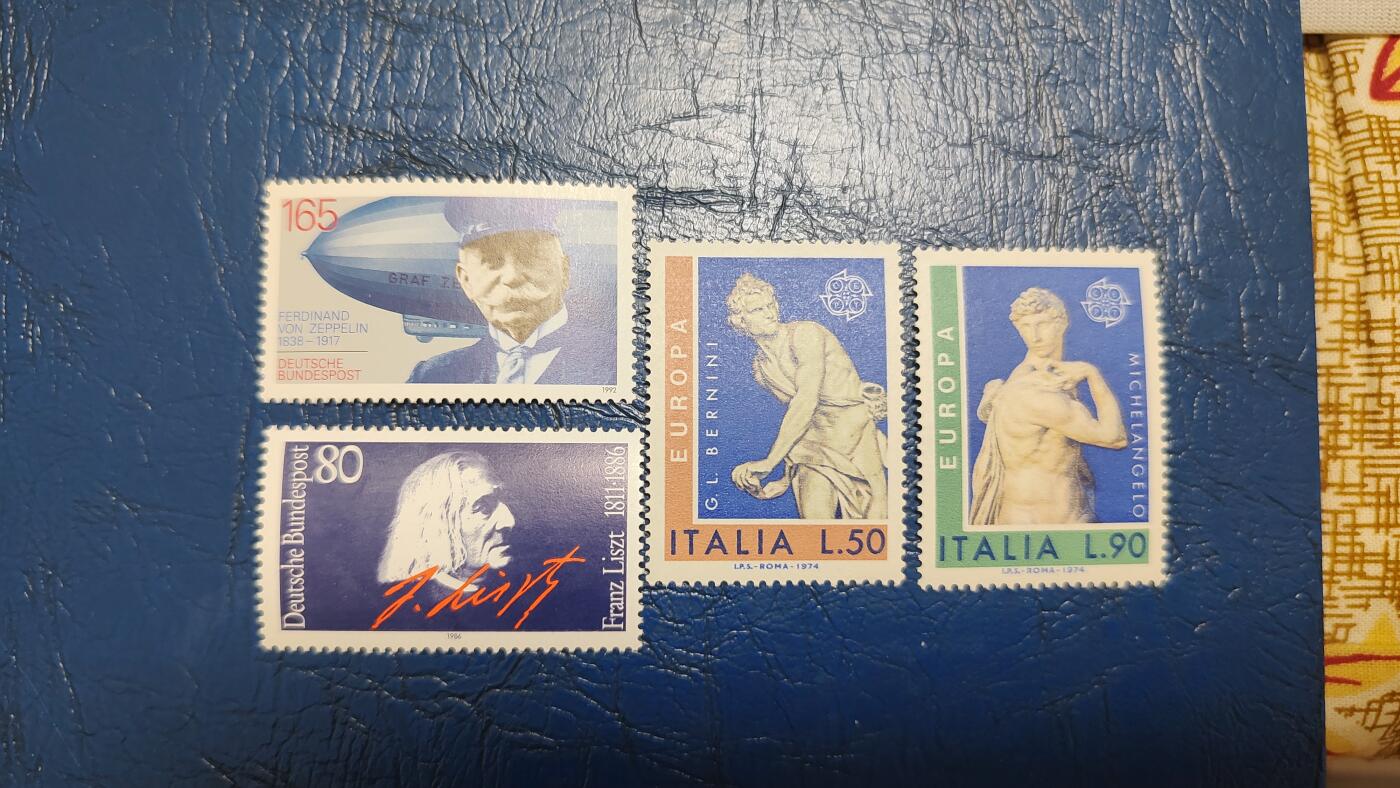 165
GRAF ZE
FERDINAND
VON ZEPPELIN
1838 – 1917
DEUTSCHE
BUNDESPOST
1992
Deutsche Bundespost
80
F. Liszt
Franz Liszt 1811·1886
1986
EUROPA
G. L. BERNINI
ITALIA L.50
I.P.S.-ROMA-1974
EUROPA
MICHELANGELO
ITALIA L.90
I.P.S.-ROMA-1974